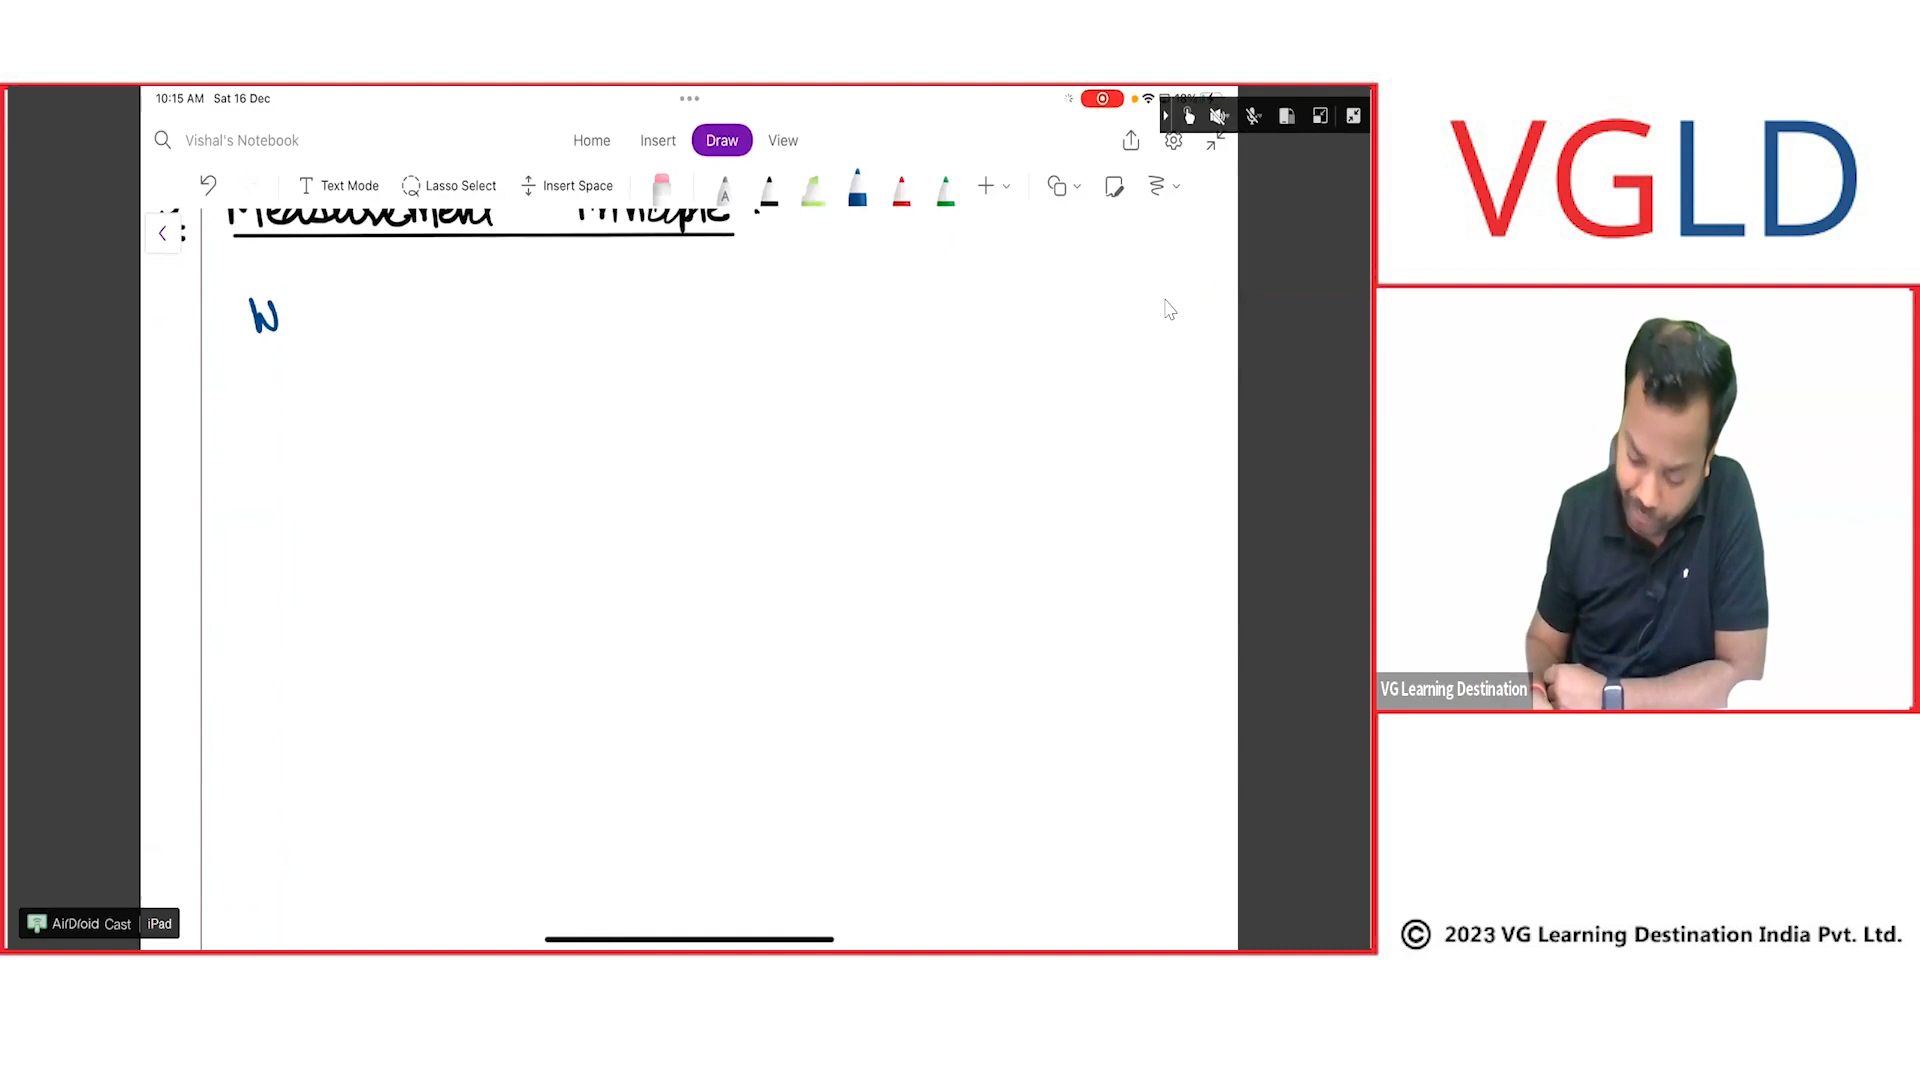 10:15 AM Sat 16 Dec
18%
Vishal's Notebook
Home Insert Draw View
Text Mode Lasso Select Insert Space
Measurement Principle :
W
VGLD
VG Learning Destination
AirDroid Cast iPad
© 2023 VG Learning Destination India Pvt. Ltd.